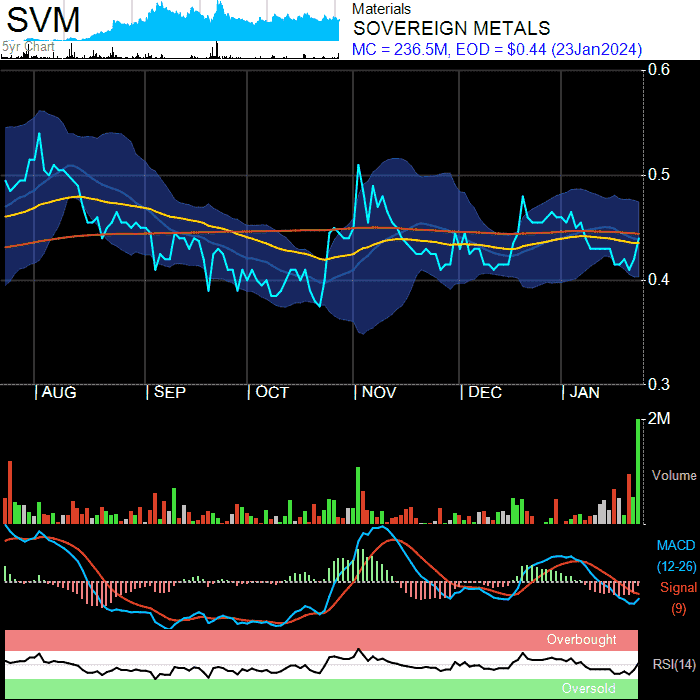 SVM
Materials
SOVEREIGN METALS
MC = 236.5M, EOD = $0.44 (23Jan2024)
5yr Chart
0.6
0.5
0.4
0.3
AUG SEP OCT NOV DEC JAN
2M
Volume
MACD
(12-26)
Signal
(9)
Overbought
RSI(14)
Oversold